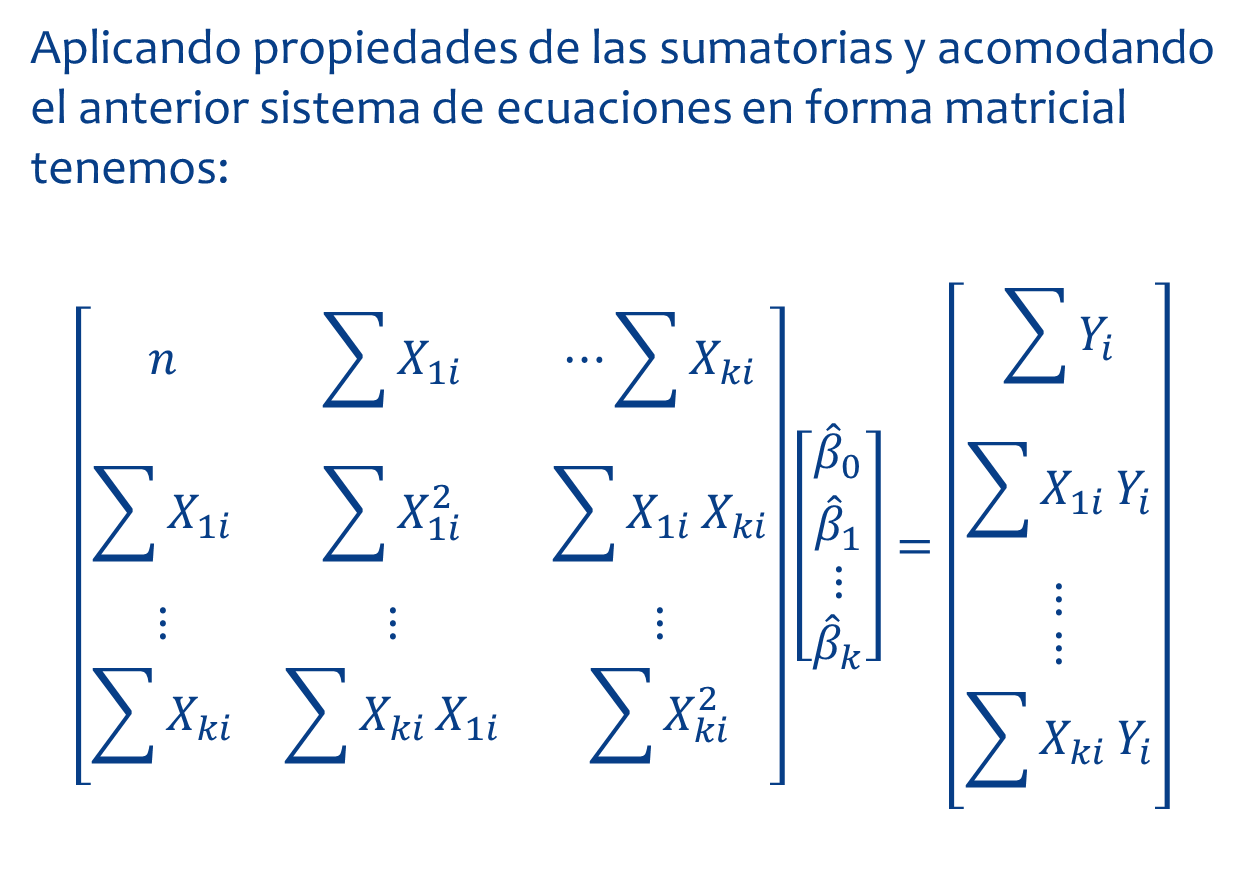 Aplicando propiedades de las sumatorias y acomodando
el anterior sistema de ecuaciones en forma matricial
tenemos:
[ n ∑ X₁ᵢ ⋯ ∑ Xₖᵢ ; ∑ X₁ᵢ ∑ X₁ᵢ² ∑ X₁ᵢ Xₖᵢ ; ⋮ ⋮ ⋮ ; ∑ Xₖᵢ ∑ Xₖᵢ X₁ᵢ ∑ Xₖᵢ² ] [ β̂₀ ; β̂₁ ; ⋮ ; β̂ₖ ] = [ ∑ Yᵢ ; ∑ X₁ᵢ Yᵢ ; ⋮ ; ⋮ ; ∑ Xₖᵢ Yᵢ ]